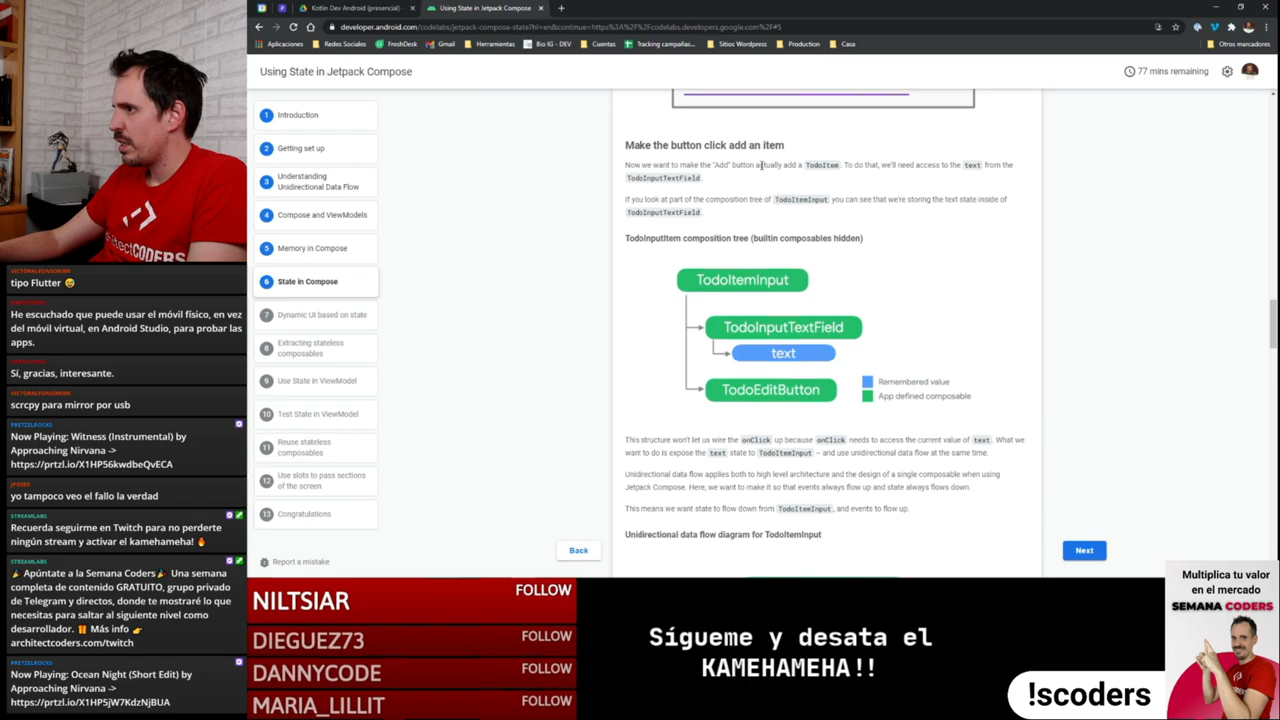 Kotlin Dev Android (presencial)
Using State in Jetpack Compose
developer.android.com/codelabs/jetpack-compose-state?hl=en&continue=https%3A%2F%2Fcodelabs.developers.google.com%2F#5
Aplicaciones
Redes Sociales
FreshDesk
Gmail
Herramientas
Bio IG - DEV
Cuentas
Tracking campañas...
Sitios Wordpress
Production
Casa
Otros marcadores
Using State in Jetpack Compose
77 mins remaining
1 Introduction
2 Getting set up
3 Understanding
Unidirectional Data Flow
4 Compose and ViewModels
5 Memory in Compose
6 State in Compose
7 Dynamic UI based on state
8 Extracting stateless
composables
9 Use State in ViewModel
10 Test State in ViewModel
11 Reuse stateless
composables
12 Use slots to pass sections
of the screen
13 Congratulations
Report a mistake
Make the button click add an item
Now we want to make the "Add" button actually add a TodoItem. To do that, we'll need access to the text from the
TodoInputTextField.
If you look at part of the composition tree of TodoItemInput you can see that we're storing the text state inside of
TodoInputTextField.
TodoInputItem composition tree (builtin composables hidden)
TodoItemInput
TodoInputTextField
text
TodoEditButton
Remembered value
App defined composable
This structure won't let us wire the onClick up because onClick needs to access the current value of text. What we
want to do is expose the text state to TodoItemInput – and use unidirectional data flow at the same time.
Unidirectional data flow applies both to high level architecture and the design of a single composable when using
Jetpack Compose. Here, we want to make it so that events always flow up and state always flows down.
This means we want state to flow down from TodoItemInput, and events to flow up.
Unidirectional data flow diagram for TodoItemInput
Back
Next
VICTORALFONSORIVE
tipo Flutter
He escuchado que puede usar el móvil físico, en vez
del móvil virtual, en Android Studio, para probar las
apps.
Sí, gracias, interesante.
VICTORALFONSORIVE
scrcpy para mirror por usb
PRETZELROCKS
Now Playing: Witness (Instrumental) by
Approaching Nirvana ->
https://prtzl.to/KawdbeQvECA
yo tampoco veo el failo la verdad
STREAMLABS
Recuerda seguirme en Twitch para no perderte
ningún stream y activar el kamehameha!
STREAMLABS
Apúntate a la Semana Coders Una semana
completa de contenido GRATUITO, grupo privado
de Telegram y directos, donde te mostraré lo que
necesitas para saltar al siguiente nivel como
desarrollador. Más info
architectcoders.com/twitch
PRETZELROCKS
Now Playing: Ocean Night (Short Edit) by
Approaching Nirvana ->
https://prtzl.to/X1HP5jW7KdzNjBUA
NILTSIAR FOLLOW
DIEGUEZ73 FOLLOW
DANNYCODE FOLLOW
MARIA_LILLIT FOLLOW
Sígueme y desata el
KAMEHAMEHA!!
Multiplica tu valor
en el mercado
SEMANA CODERS
!scoders